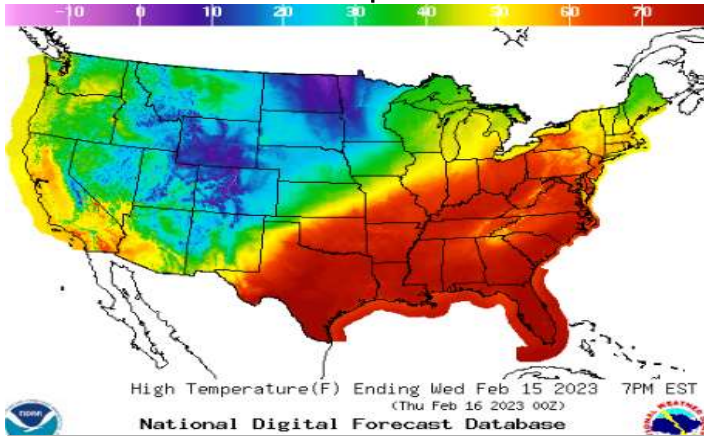 -10 0 10 20 30 40 50 60 70
High Temperature(F) Ending Wed Feb 15 2023 7PM EST
(Thu Feb 16 2023 00Z)
National Digital Forecast Database